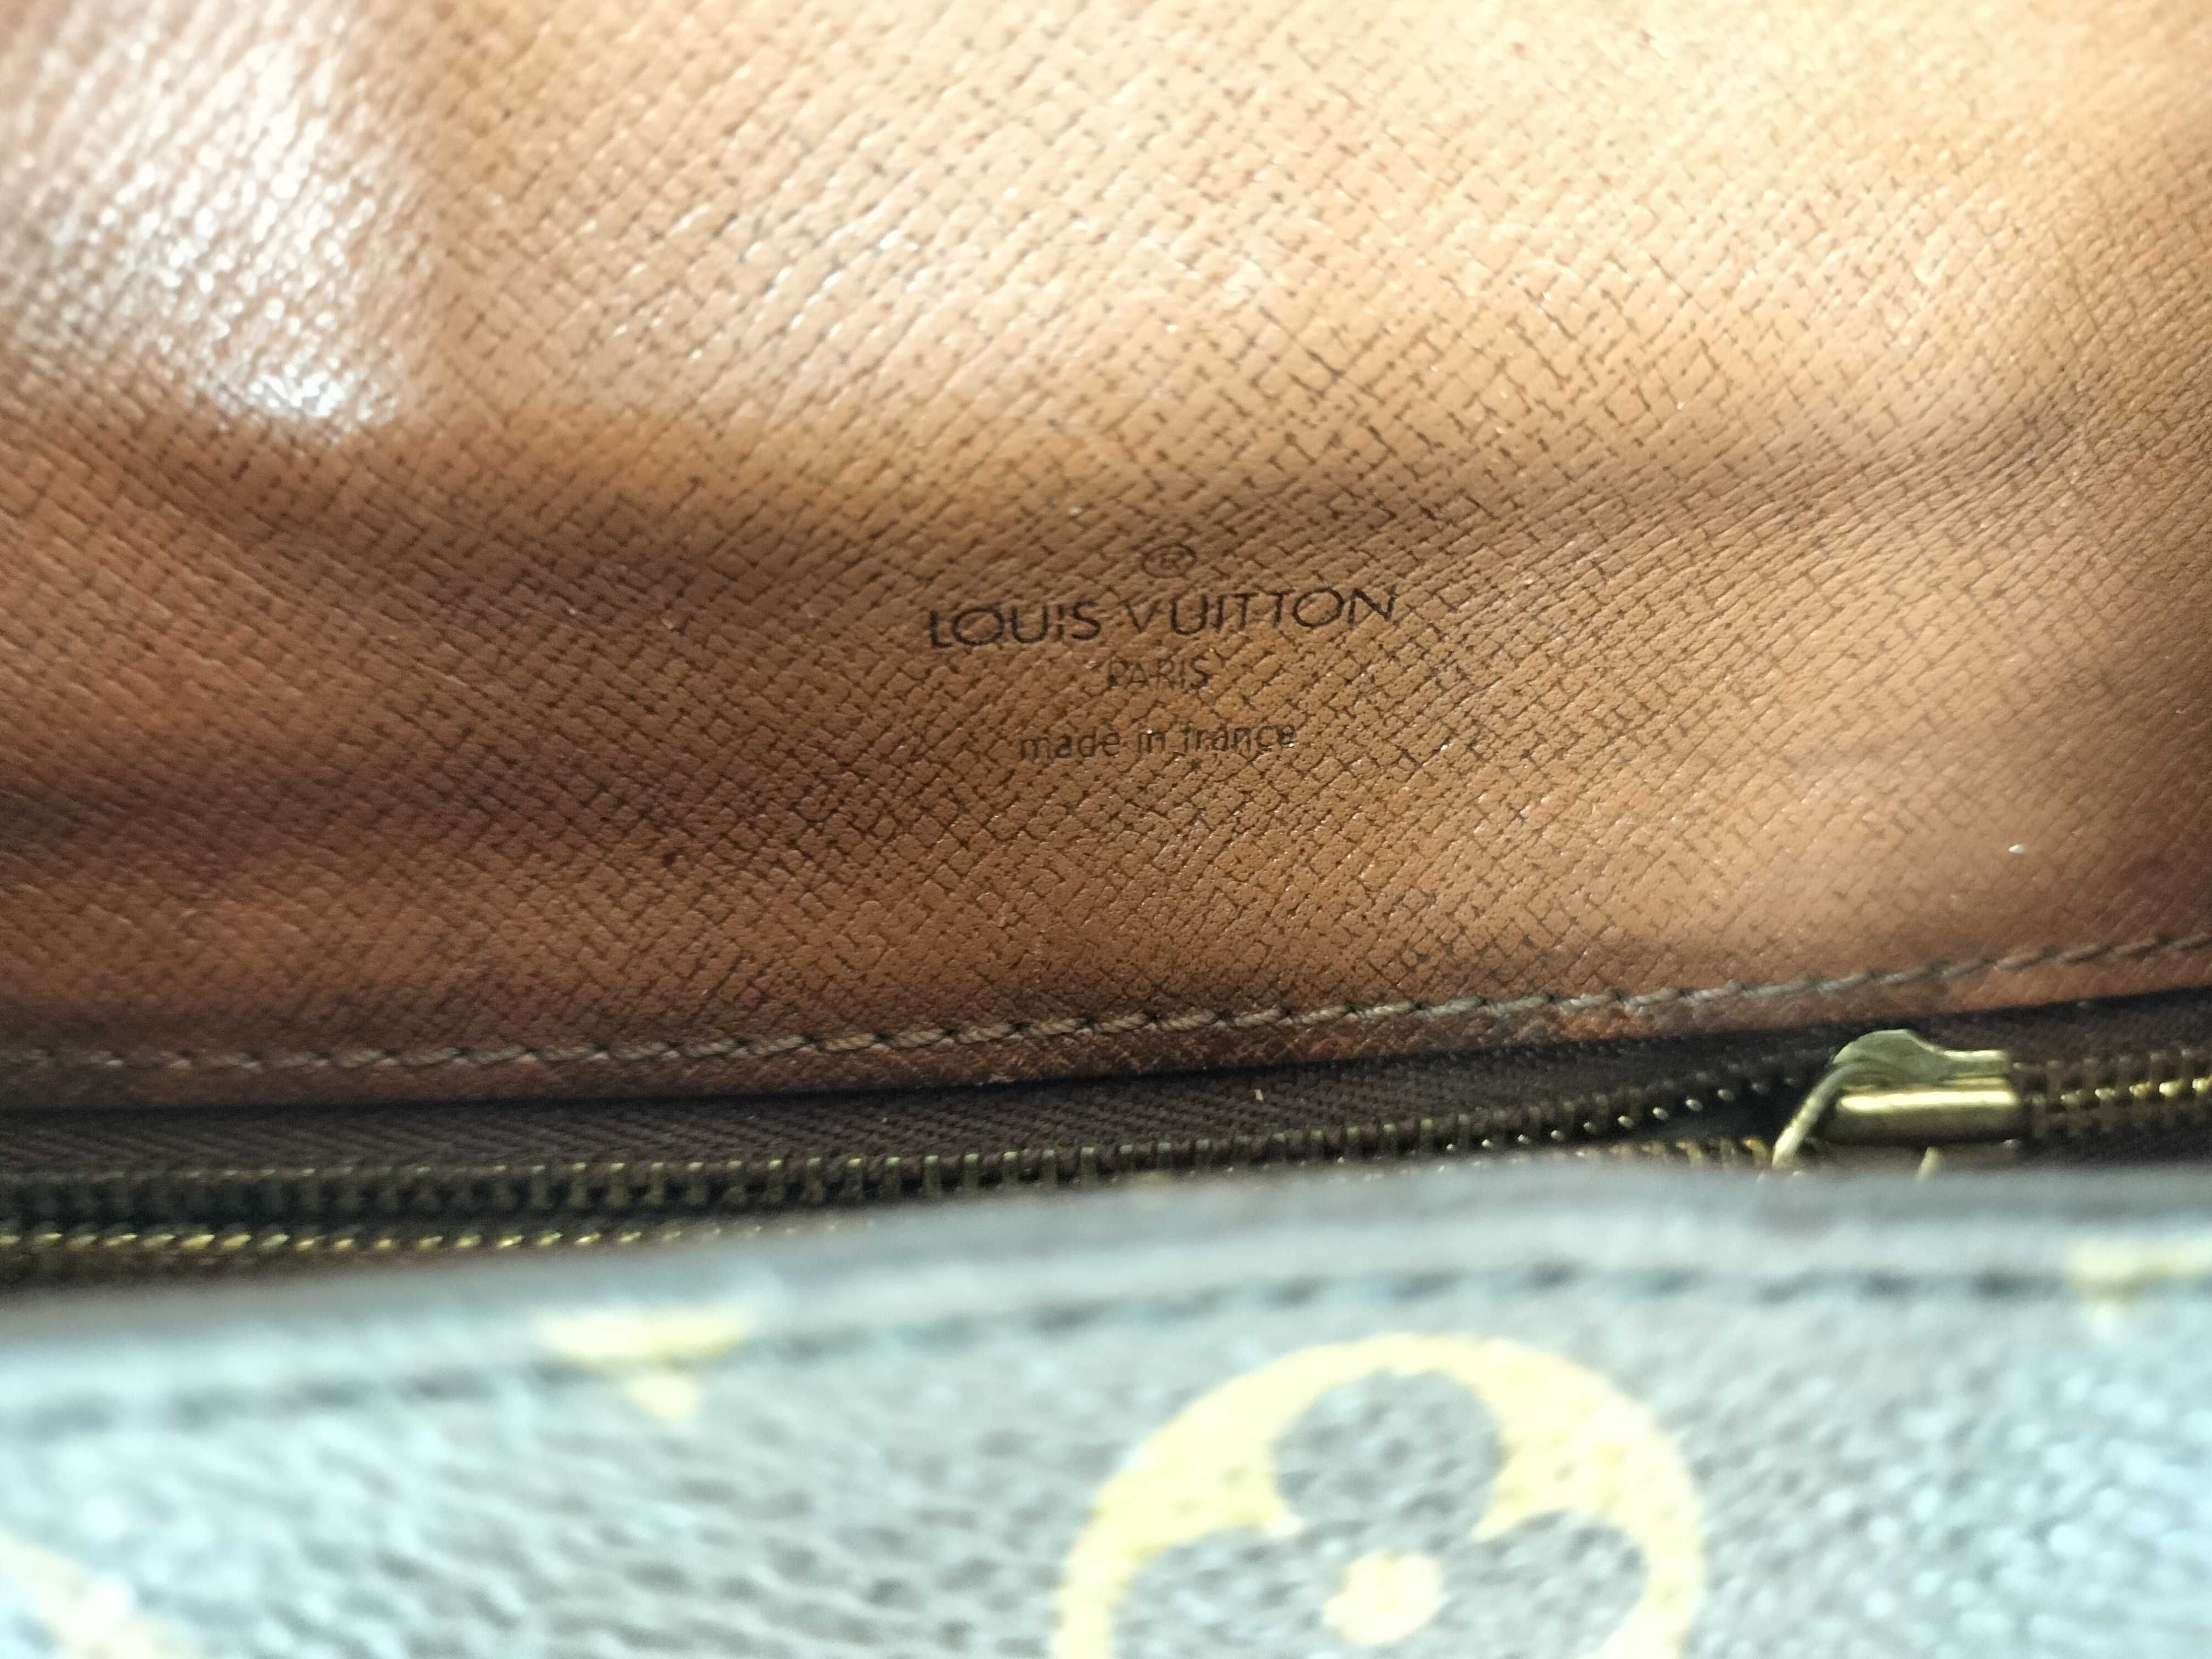 ®
LOUIS VUITTON
PARIS
made in france